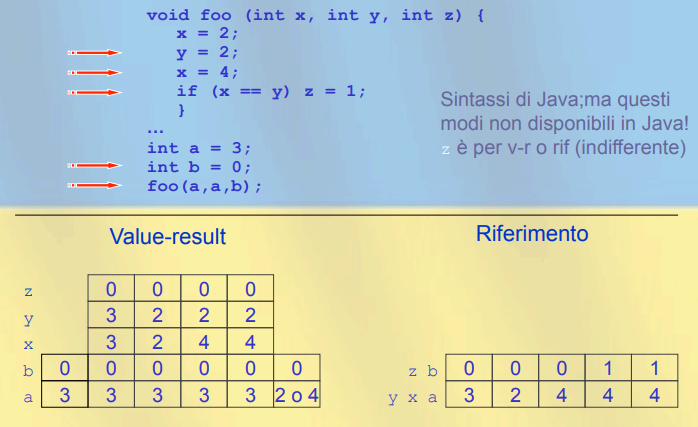 void foo (int x, int y, int z) {
x = 2;
y = 2;
x = 4;
if (x == y) z = 1;
}
…
int a = 3;
int b = 0;
foo(a,a,b);
Sintassi di Java;ma questi
modi non disponibili in Java!
z è per v-r o rif (indifferente)
Value-result
z 0 0 0 0
y 3 2 2 2
x 3 2 4 4
b 0 0 0 0 0 0
a 3 3 3 3 3 2 o 4
Riferimento
z b 0 0 0 1 1
y x a 3 2 4 4 4